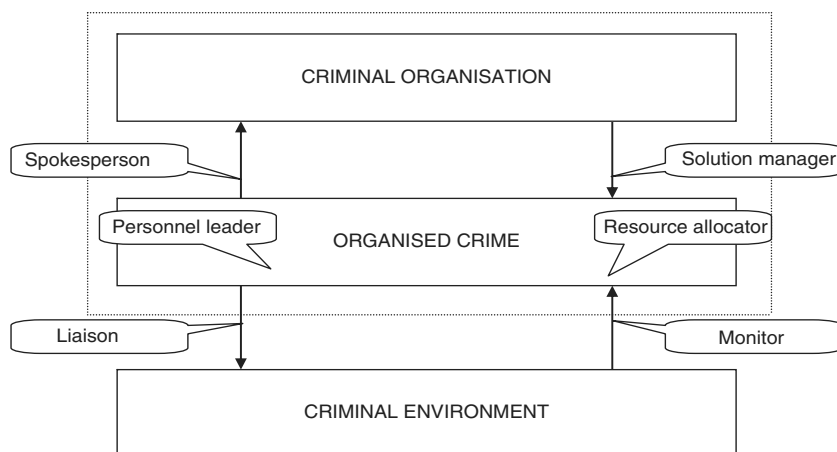 CRIMINAL ORGANISATION
Spokesperson
Solution manager
Personnel leader
ORGANISED CRIME
Resource allocator
Liaison
Monitor
CRIMINAL ENVIRONMENT